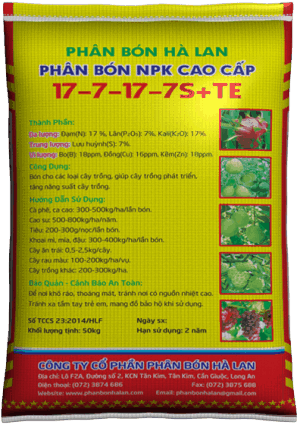 PHÂN BÓN HÀ LAN
PHÂN BÓN NPK CAO CẤP
17-7-17-7S+TE
Thành Phần:
Đa lượng: Đạm(N): 17 %, Lân(P₂O₅): 7%, Kali(K₂O): 17%.
Trung lượng: Lưu huỳnh(S): 7%.
Vi lượng: Bo(B): 18ppm, Đồng(Cu): 16ppm, Kẽm(Zn): 18ppm.
Công Dụng:
Bón cho các loại cây trồng, giúp cây trồng phát triển,
tăng năng suất cây trồng.
Hướng Dẫn Sử Dụng:
Cà phê, ca cao: 300-500kg/ha/lần bón.
Cao su: 500-800kg/ha/năm.
Tiêu: 200-300g/nọc/lần bón.
Khoai mì, mía, đậu: 300-400kg/ha/lần bón.
Cây ăn trái: 0,5-2,5kg/cây.
Cây rau màu: 100-200kg/ha/vụ.
Cây trồng khác: 200-300kg/ha.
Bảo Quản - Cảnh Báo An Toàn:
Để nơi khô ráo, thoáng mát, tránh nơi có nguồn nhiệt cao.
Tránh xa tầm tay trẻ em, mang đồ bảo hộ khi sử dụng.
Số TCCS 23:2014/HLF
Ngày sx:
Khối lượng tịnh: 50kg
Hạn sử dụng: 2 năm
CÔNG TY CỔ PHẦN PHÂN BÓN HÀ LAN
Địa chỉ: Lô F2A, Đường số 2, KCN Tân Kim, Tân Kim, Cần Giuộc, Long An
Điện thoại: (072) 3874 686
Fax: (072) 3875 688
www.phanbonhalan.com
Email: phanbonhalan@gmail.com